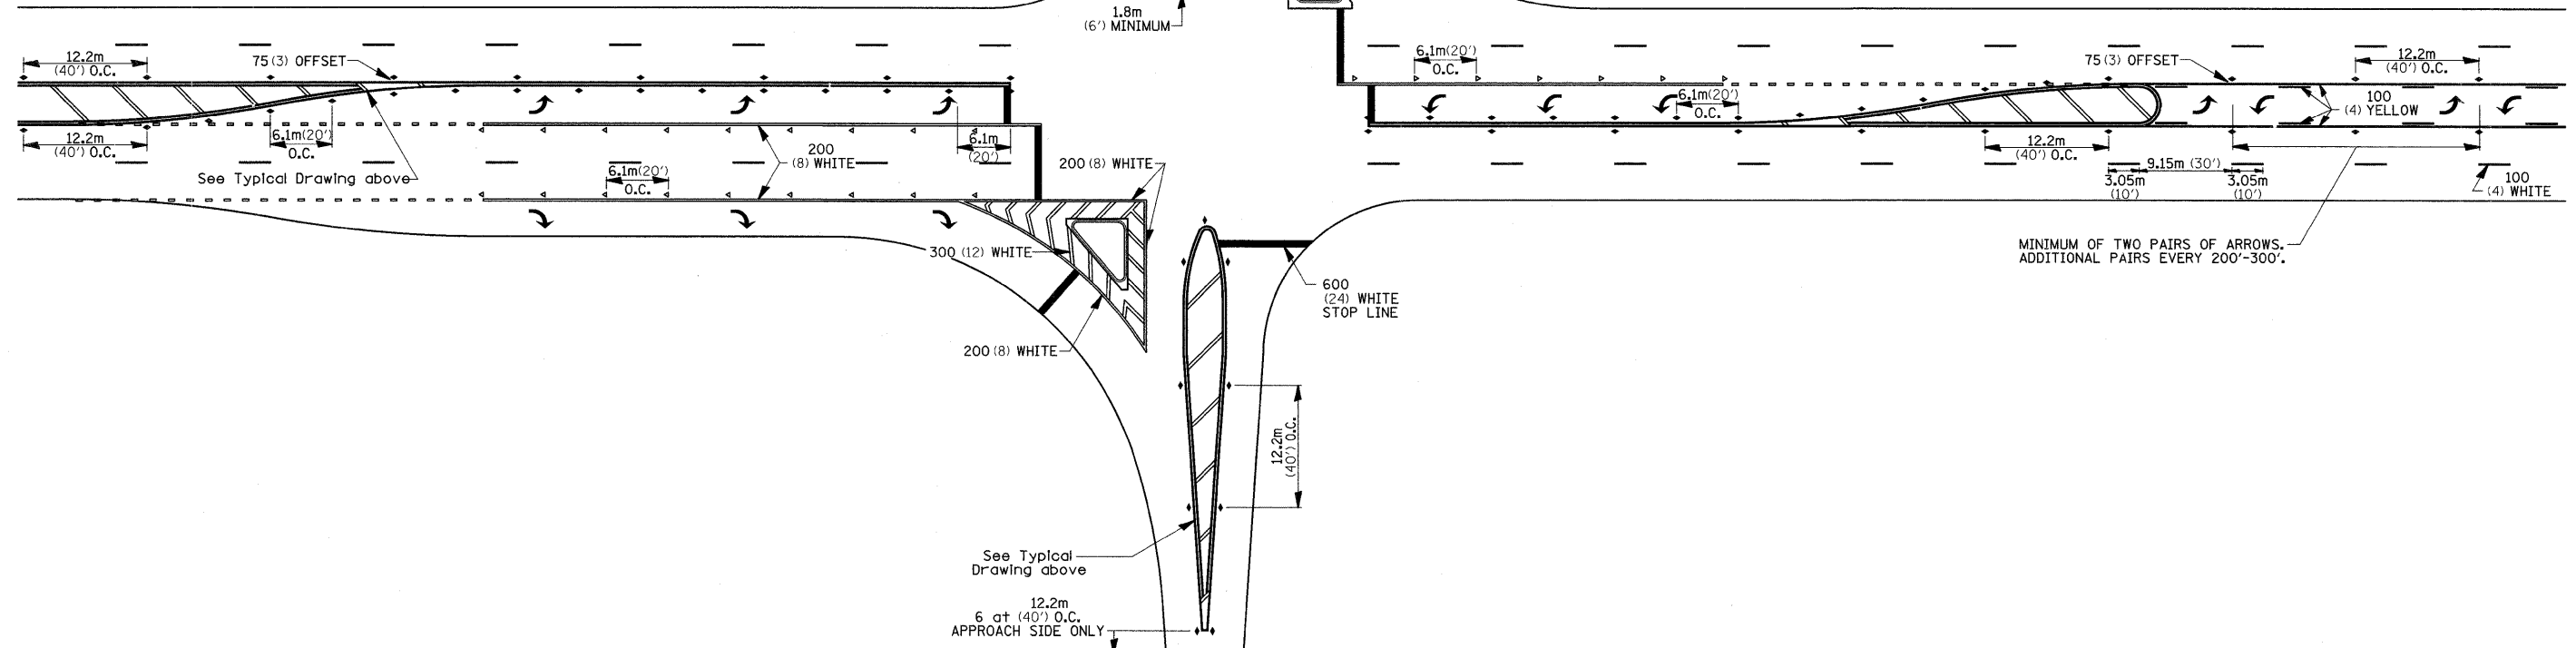 1.8m
(6') MINIMUM
12.2m
(40') O.C.
75 (3) OFFSET
12.2m
(40') O.C.
6.1m(20')
O.C.
See Typical Drawing above
6.1m(20')
O.C.
200
(8) WHITE
6.1m
(20')
200 (8) WHITE
300 (12) WHITE
200 (8) WHITE
6.1m(20')
O.C.
6.1m(20')
O.C.
75 (3) OFFSET
12.2m
(40') O.C.
100
(4) YELLOW
12.2m
(40') O.C.
9.15m (30')
3.05m
(10')
3.05m
(10')
100
(4) WHITE
MINIMUM OF TWO PAIRS OF ARROWS.
ADDITIONAL PAIRS EVERY 200'-300'.
600
(24) WHITE
STOP LINE
12.2m
(40') O.C.
See Typical
Drawing above
12.2m
6 at (40') O.C.
APPROACH SIDE ONLY